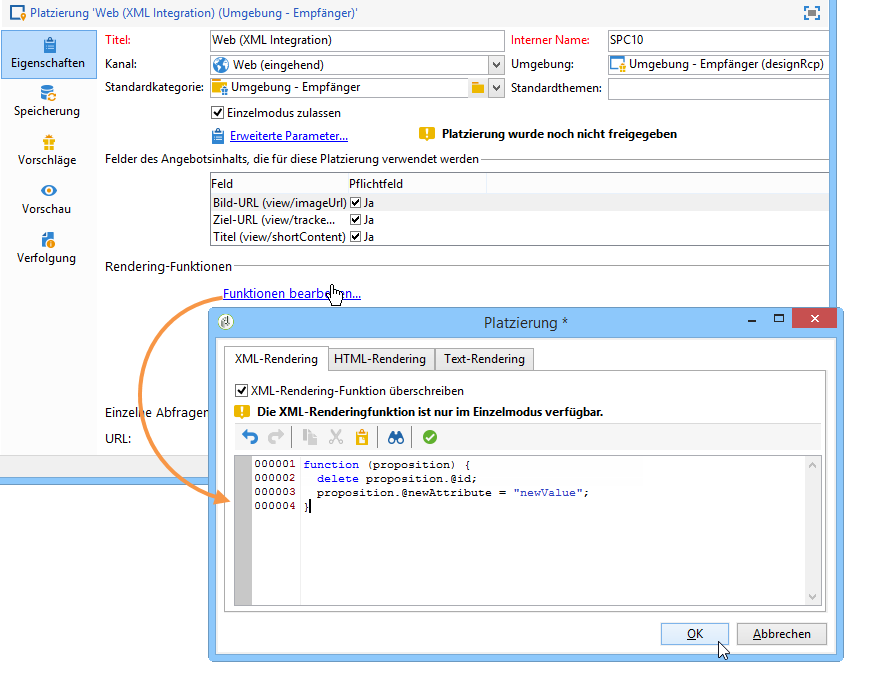 Platzierung 'Web (XML Integration) (Umgebung - Empfänger)'
Eigenschaften
Speicherung
Vorschläge
Vorschau
Verfolgung
Titel: Web (XML Integration) Interner Name: SPC10
Kanal: Web (eingehend) Umgebung: Umgebung - Empfänger (designRcp)
Standardkategorie: Umgebung - Empfänger Standardthemen:
Einzelmodus zulassen
Erweiterte Parameter... Platzierung wurde noch nicht freigegeben
Felder des Angebotsinhalts, die für diese Platzierung verwendet werden
Feld Pflichtfeld
Bild-URL (view/imageUrl) Ja
Ziel-URL (view/tracke... Ja
Titel (view/shortContent) Ja
Rendering-Funktionen
Funktionen bearbeiten...
Einzelne Abfragen
URL:
Platzierung *
XML-Rendering HTML-Rendering Text-Rendering
XML-Rendering-Funktion überschreiben
Die XML-Renderingfunktion ist nur im Einzelmodus verfügbar.
000001 function (proposition) {
000002 delete proposition.@id;
000003 proposition.@newAttribute = "newValue";
000004 }
OK Abbrechen